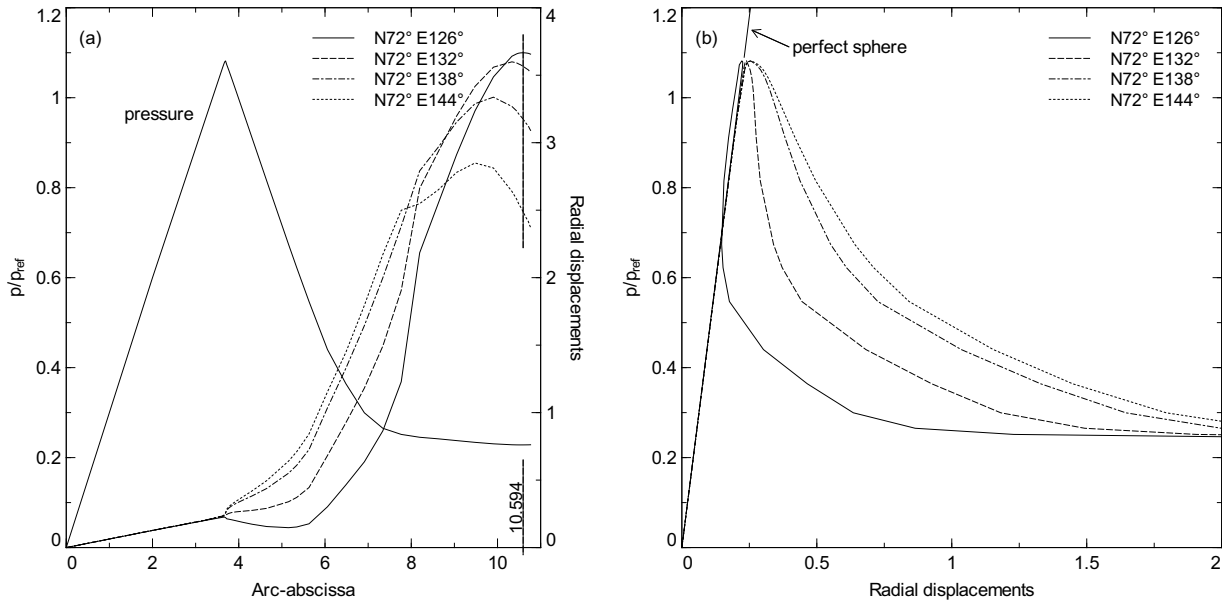 (a)
N72° E126°
N72° E132°
N72° E138°
N72° E144°
pressure
1.2
1
0.8
0.6
0.4
0.2
0
p/p_ref
0
2
4
6
8
10
Arc-abscissa
4
3
2
1
0
Radial displacements
10.594
(b)
perfect sphere
N72° E126°
N72° E132°
N72° E138°
N72° E144°
1.2
1
0.8
0.6
0.4
0.2
0
p/p_ref
0
0.5
1
1.5
2
Radial displacements